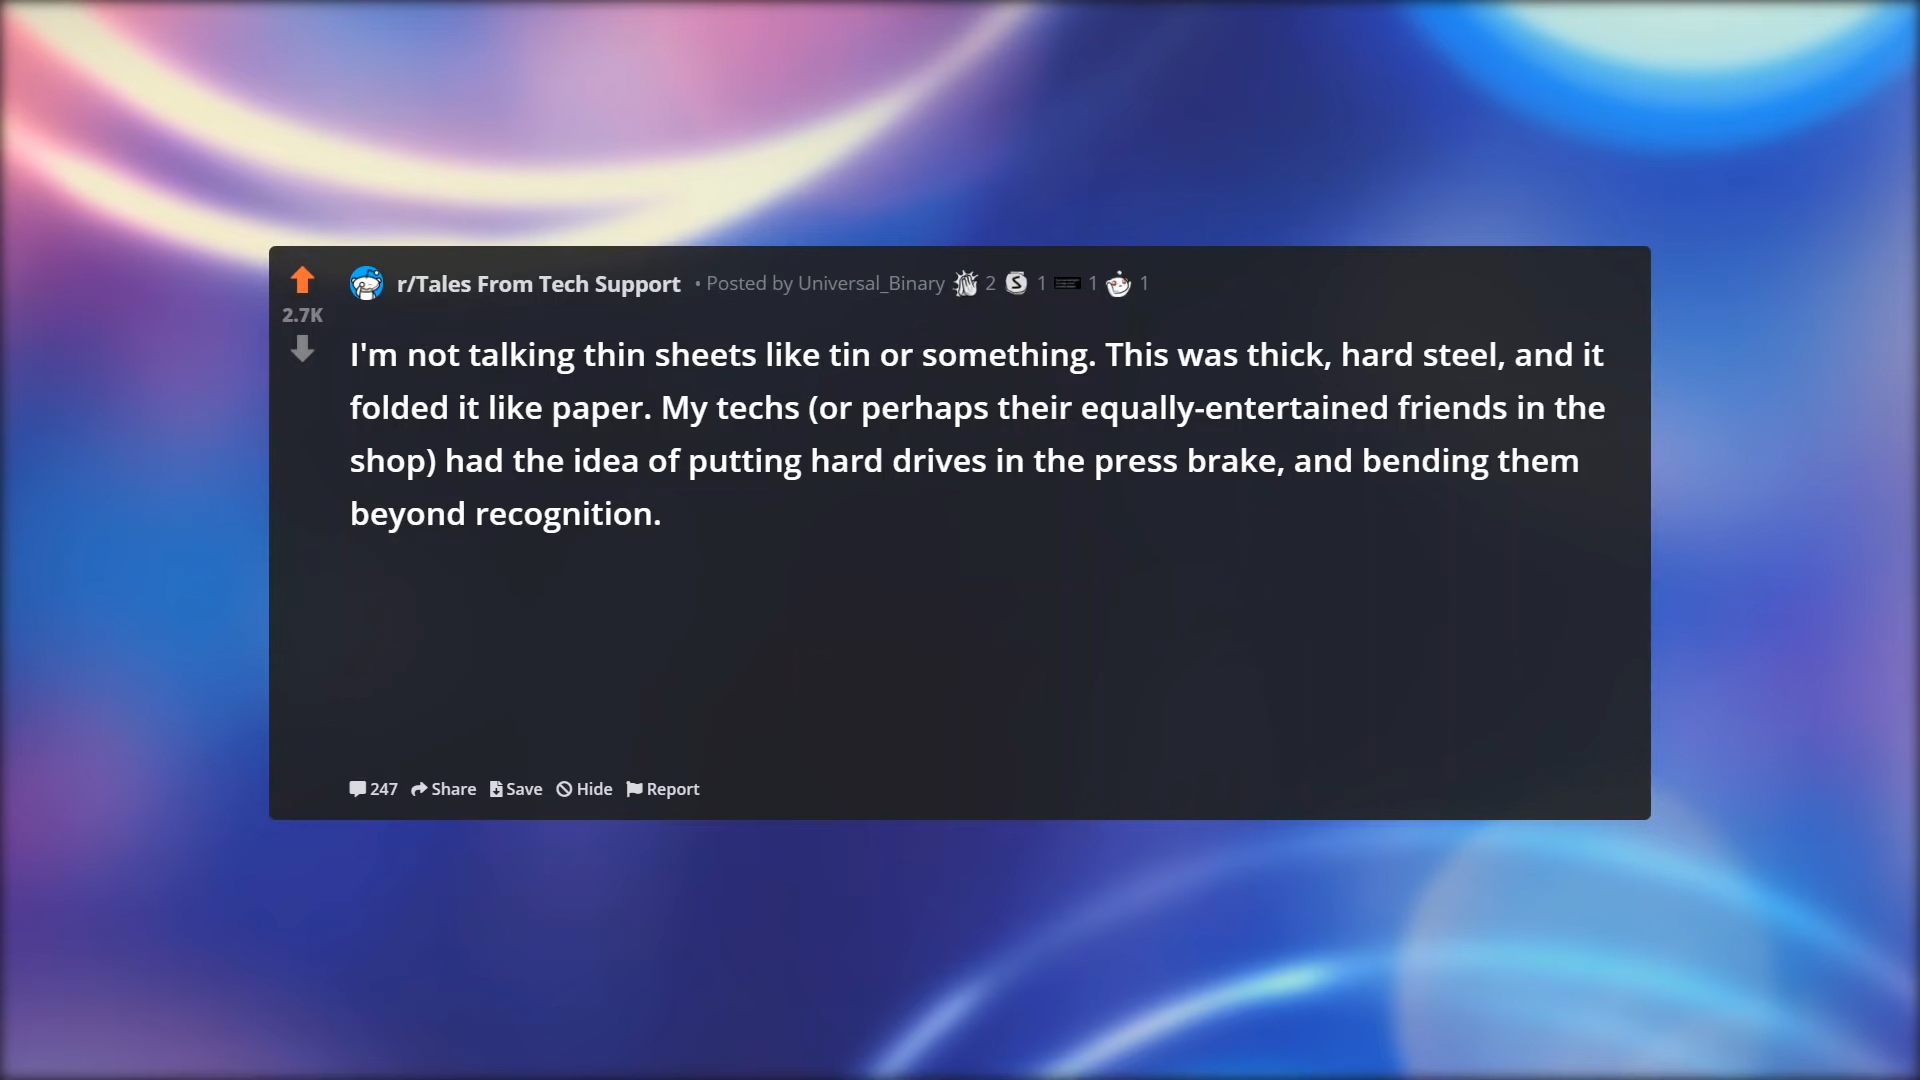 r/Tales From Tech Support • Posted by Universal_Binary 2 S 1 1 1
2.7K
I'm not talking thin sheets like tin or something. This was thick, hard steel, and it
folded it like paper. My techs (or perhaps their equally-entertained friends in the
shop) had the idea of putting hard drives in the press brake, and bending them
beyond recognition.
247 Share Save Hide Report